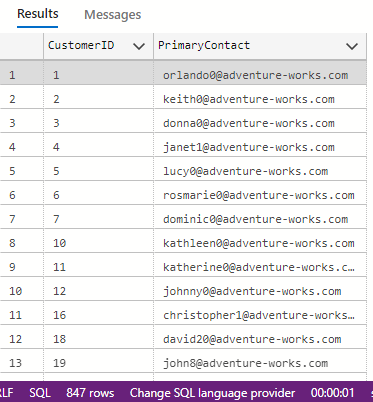 Results Messages
CustomerID PrimaryContact
1 1 orlando0@adventure-works.com
2 2 keith0@adventure-works.com
3 3 donna0@adventure-works.com
4 4 janet1@adventure-works.com
5 5 lucy0@adventure-works.com
6 6 rosmarie0@adventure-works.com
7 7 dominic0@adventure-works.com
8 10 kathleen0@adventure-works.com
9 11 katherine0@adventure-works.c…
10 12 johnny0@adventure-works.com
11 16 christopher1@adventure-works…
12 18 david20@adventure-works.com
13 19 john8@adventure-works.com
RLF SQL 847 rows Change SQL language provider 00:00:01